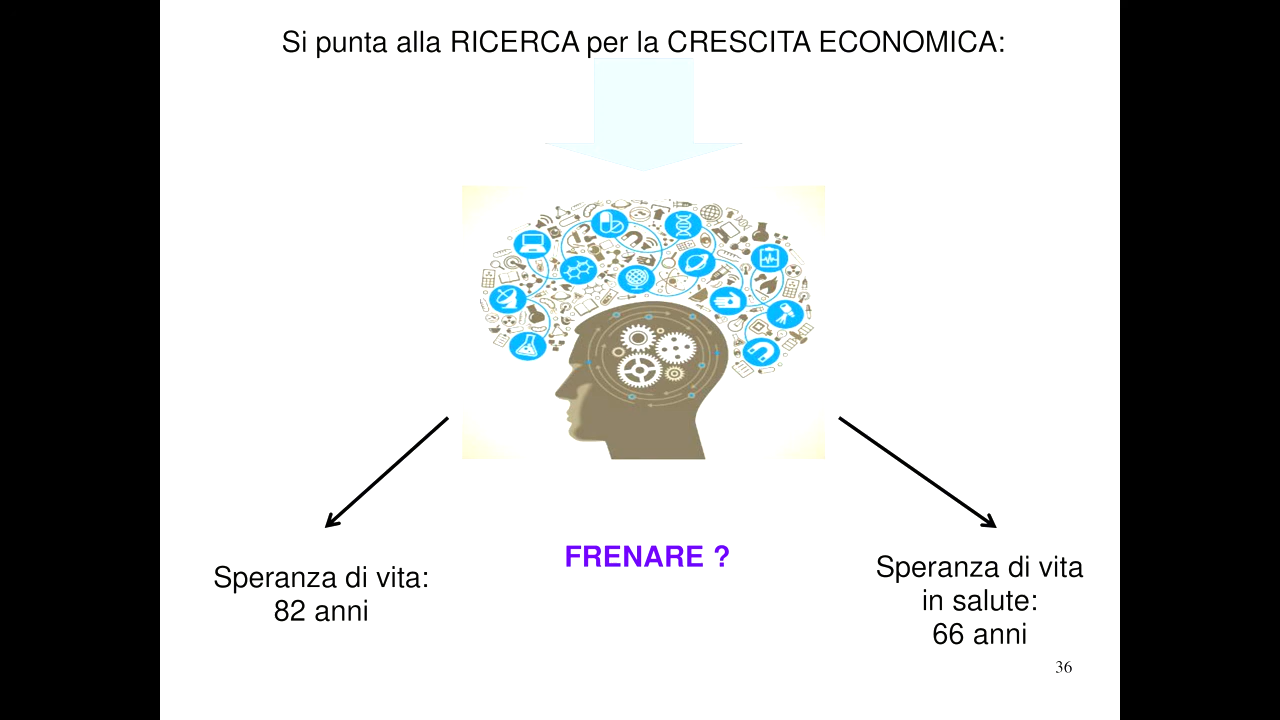 Si punta alla RICERCA per la CRESCITA ECONOMICA:
Speranza di vita:
82 anni
FRENARE ?
Speranza di vita
in salute:
66 anni
36